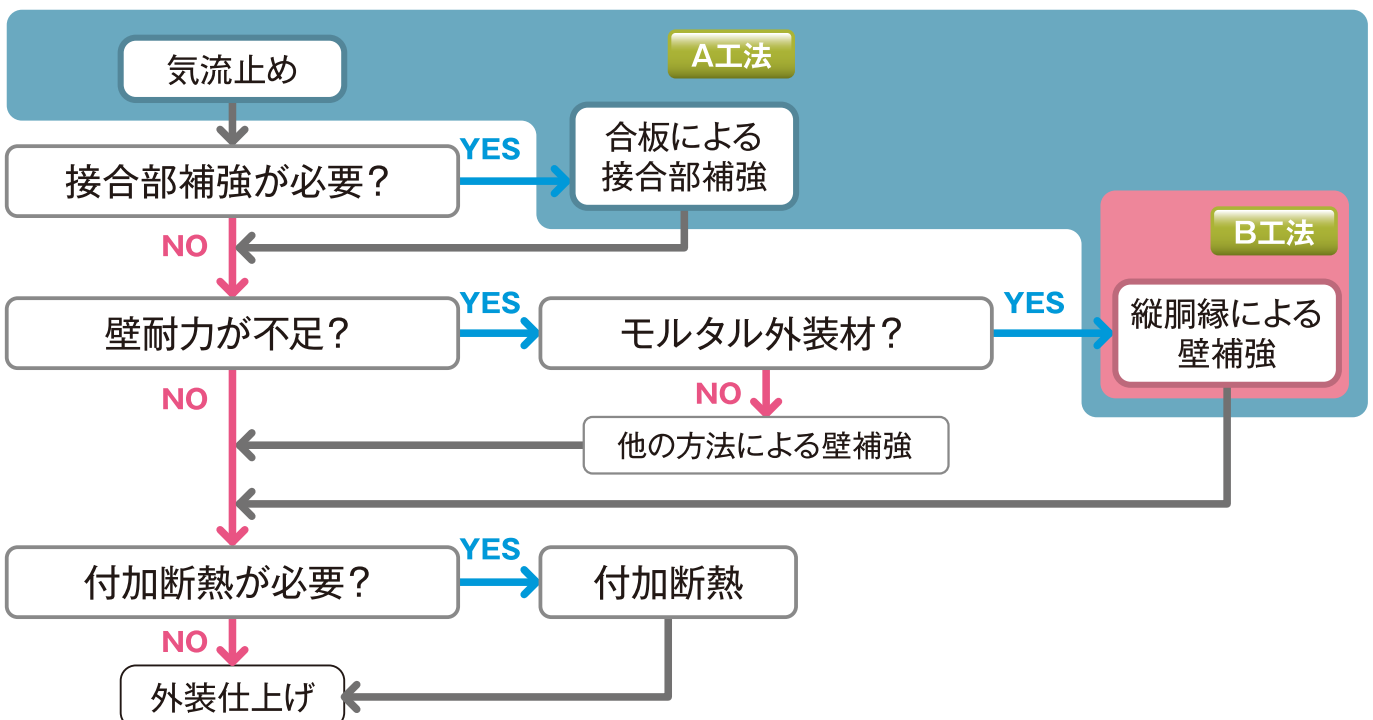 気流止め
A工法
接合部補強が必要？
YES
合板による
接合部補強
NO
B工法
壁耐力が不足？
YES
モルタル外装材？
YES
縦胴縁による
壁補強
NO
NO
他の方法による壁補強
付加断熱が必要？
YES
付加断熱
NO
外装仕上げ